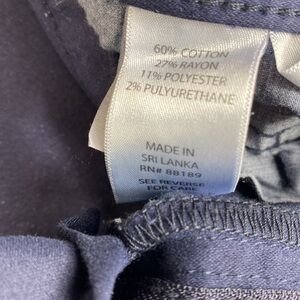 60% COTTON
27% RAYON
11% POLYESTER
2% PULYURETHANE
MADE IN
SRI LANKA
RN# 88189
SEE REVERSE
FOR CARE